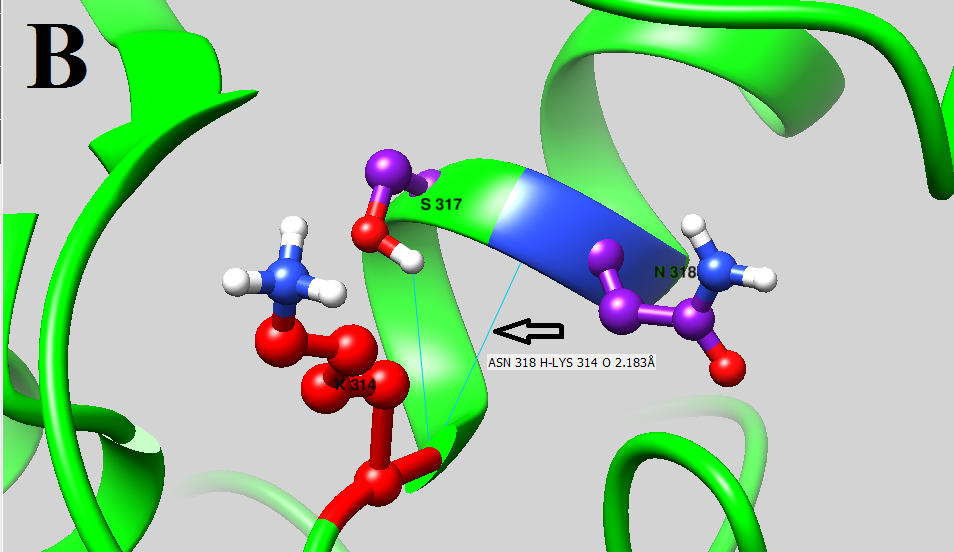 B
S 317
N 318
ASN 318 H-LYS 314 O 2.183Å
K 314